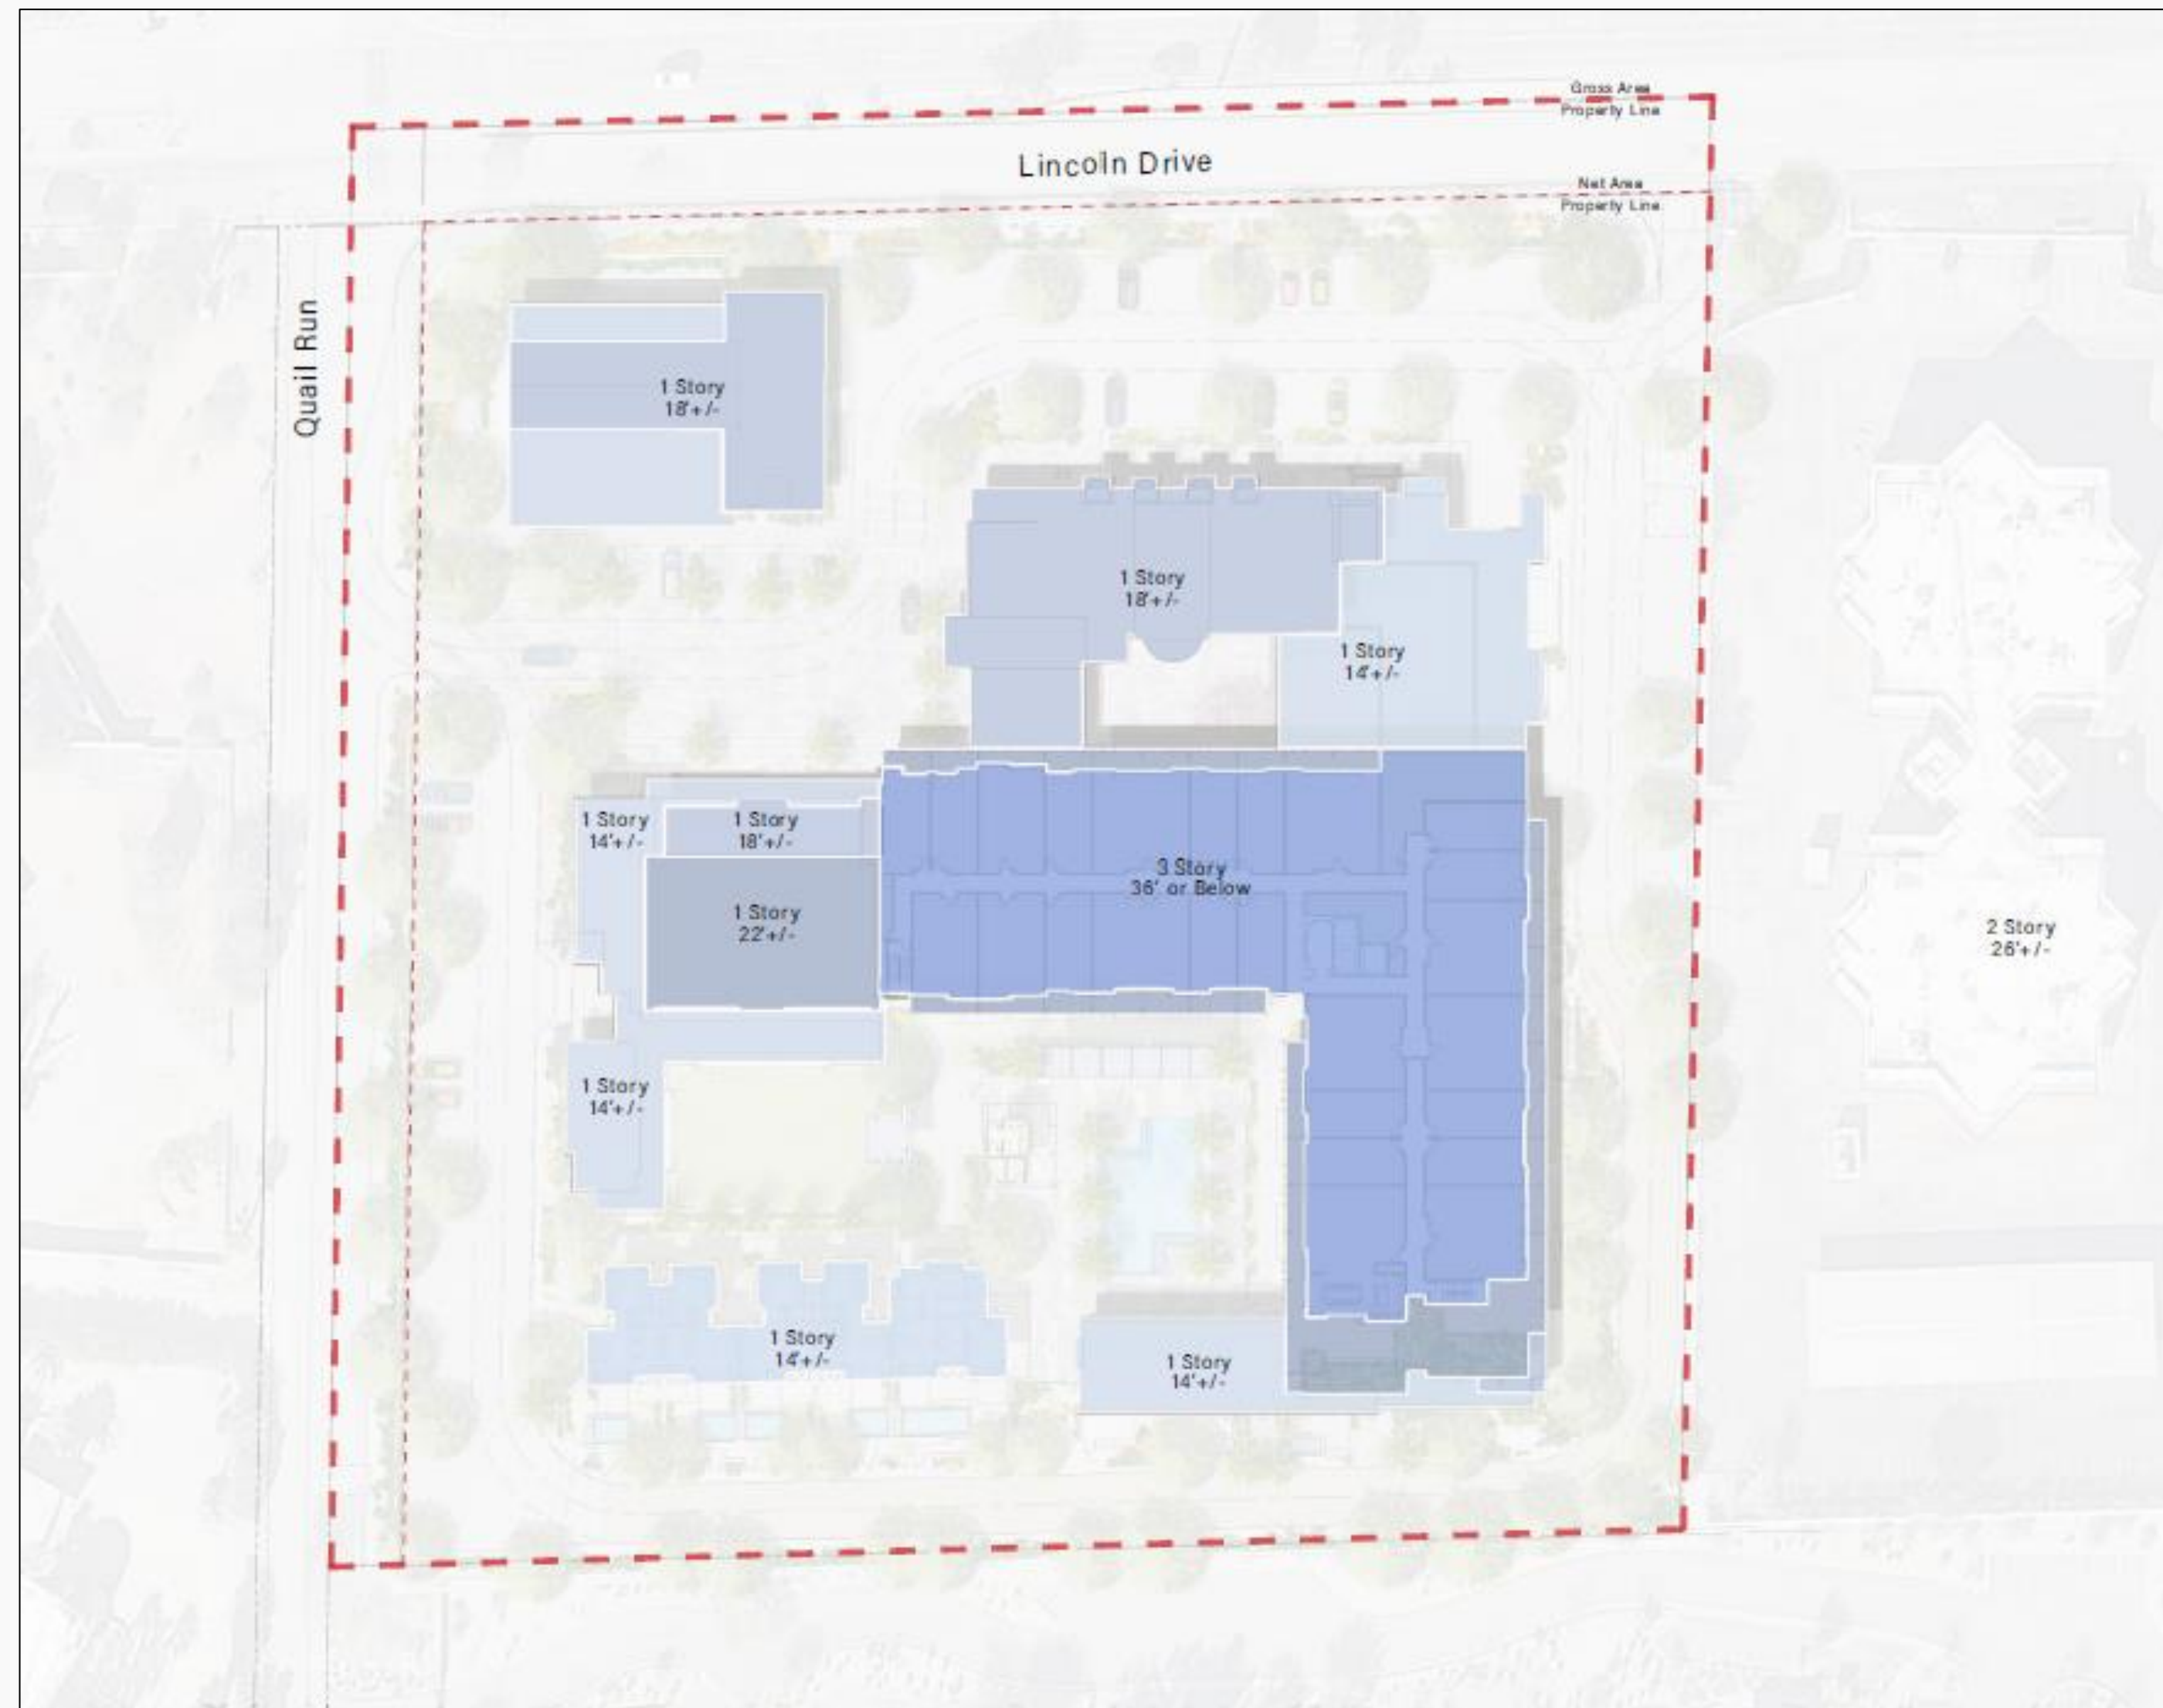 Gross Area
Property Line
Lincoln Drive
Net Area
Property Line
Quail Run
1 Story
18'+/-
1 Story
18'+/-
1 Story
14'+/-
1 Story
14'+/-
1 Story
18'+/-
3 Story
36' or Below
1 Story
22'+/-
2 Story
26'+/-
1 Story
14'+/-
1 Story
14'+/-
1 Story
14'+/-